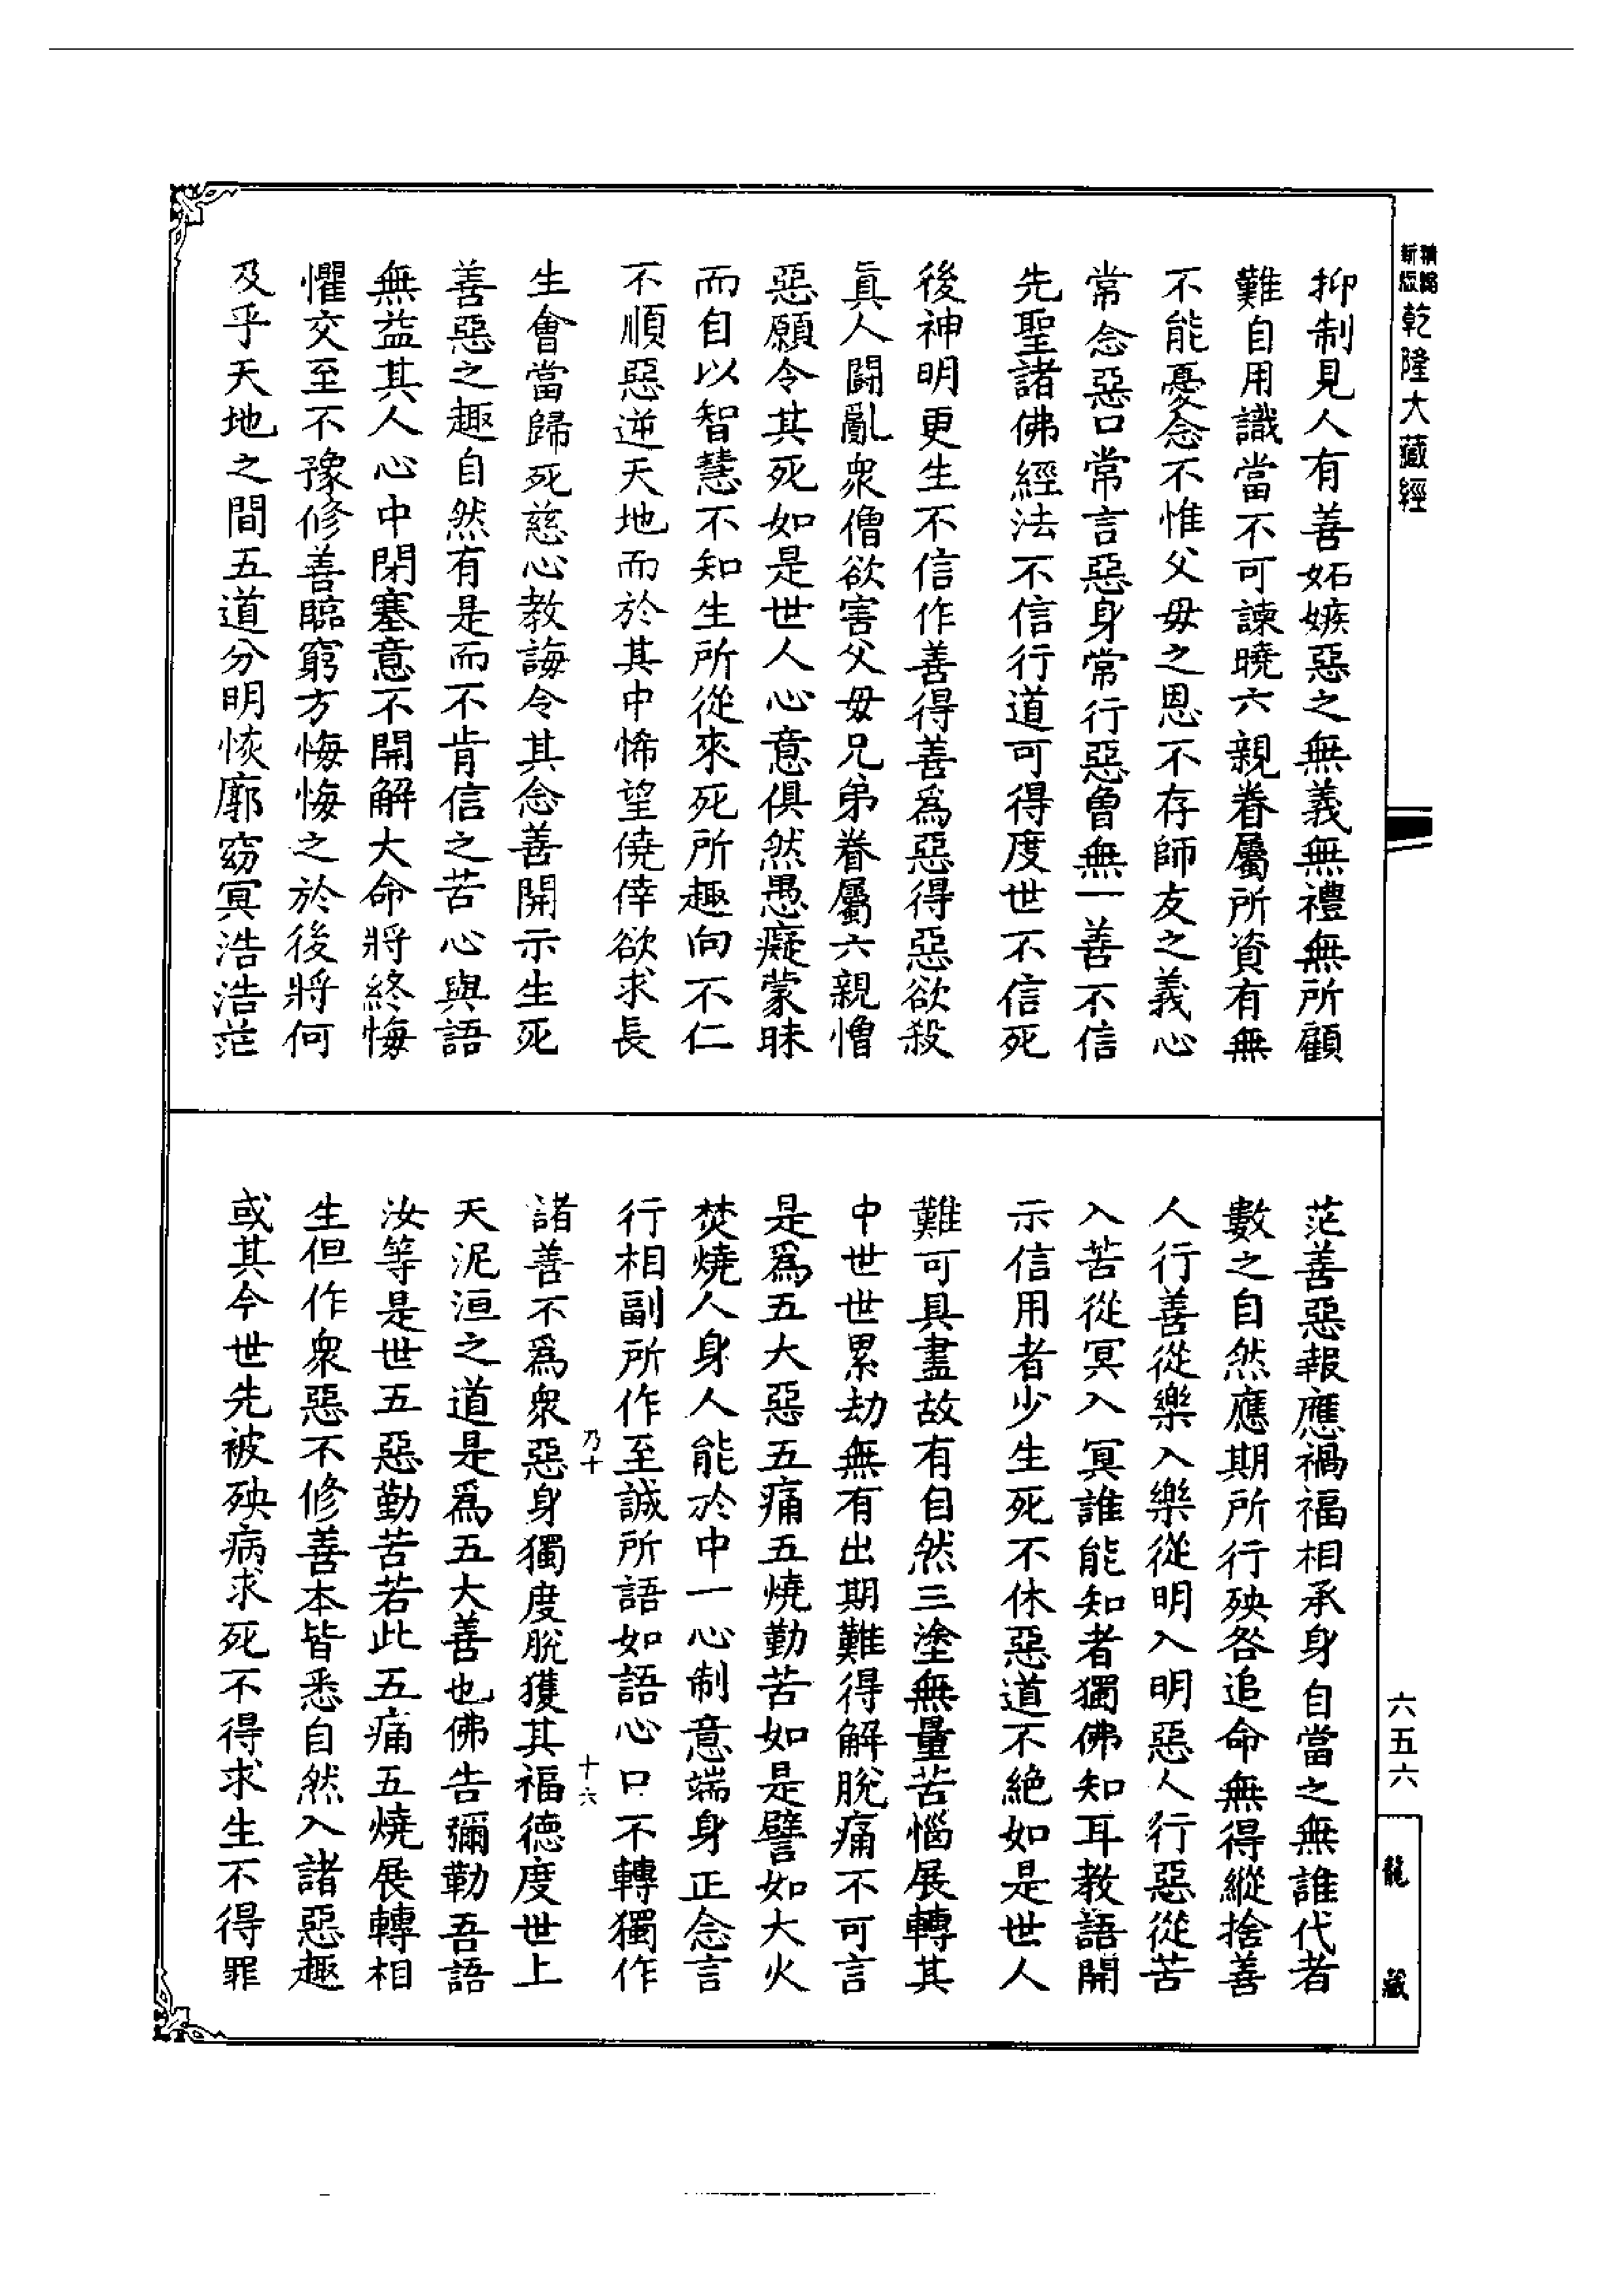 乾隆大藏經
抑制見人有善妬嫉惡之無義無禮無所顧
難自用識當不可諫曉六親眷屬所資有無
不能憂念不惟父母之恩不存師友之義心
常念惡口常言惡身常行惡曾無一善不信
先聖諸佛經法不信行道可得度世不信死
後神明更生不信作善得善爲惡得惡欲殺
眞人鬪亂衆僧欲害父母兄弟眷屬六親憎
惡願令其死如是世人心意俱然愚癡蒙昧
而自以智慧不知生所從來死所趣向不仁
不順惡逆天地而於其中悕望僥倖欲求長
生會當歸死慈心教誨令其念善開示生死
善惡之趣自然有是而不肯信之苦心與語
無益其人心中閉塞意不開解大命將終悔
懼交至不豫修善臨窮方悔悔之於後將何
及乎天地之間五道分明恢廓窈冥浩浩茫
茫善惡報應禍福相承身自當之無誰代者
數之自然應期所行殃咎追命無得縱捨善
人行善從樂入樂從明入明惡人行惡從苦
入苦從冥入冥誰能知者獨佛知耳教語開
示信用者少生死不休惡道不絕如是世人
難可具盡故有自然三塗無量苦惱展轉其
中世世累劫無有出期難得解脫痛不可言
是爲五大惡五痛五燒勤苦如是譬如大火
焚燒人身人能於中一心制意端身正念言
行相副所作至誠所語如語心口不轉獨作
乃十
十六
諸善不爲衆惡身獨度脫獲其福德度世上
天泥洹之道是爲五大善也佛告彌勒吾語
汝等是世五惡勤苦若此五痛五燒展轉相
生但作衆惡不修善本皆悉自然入諸惡趣
或其今世先被殃病求死不得求生不得罪
六五六
龍藏